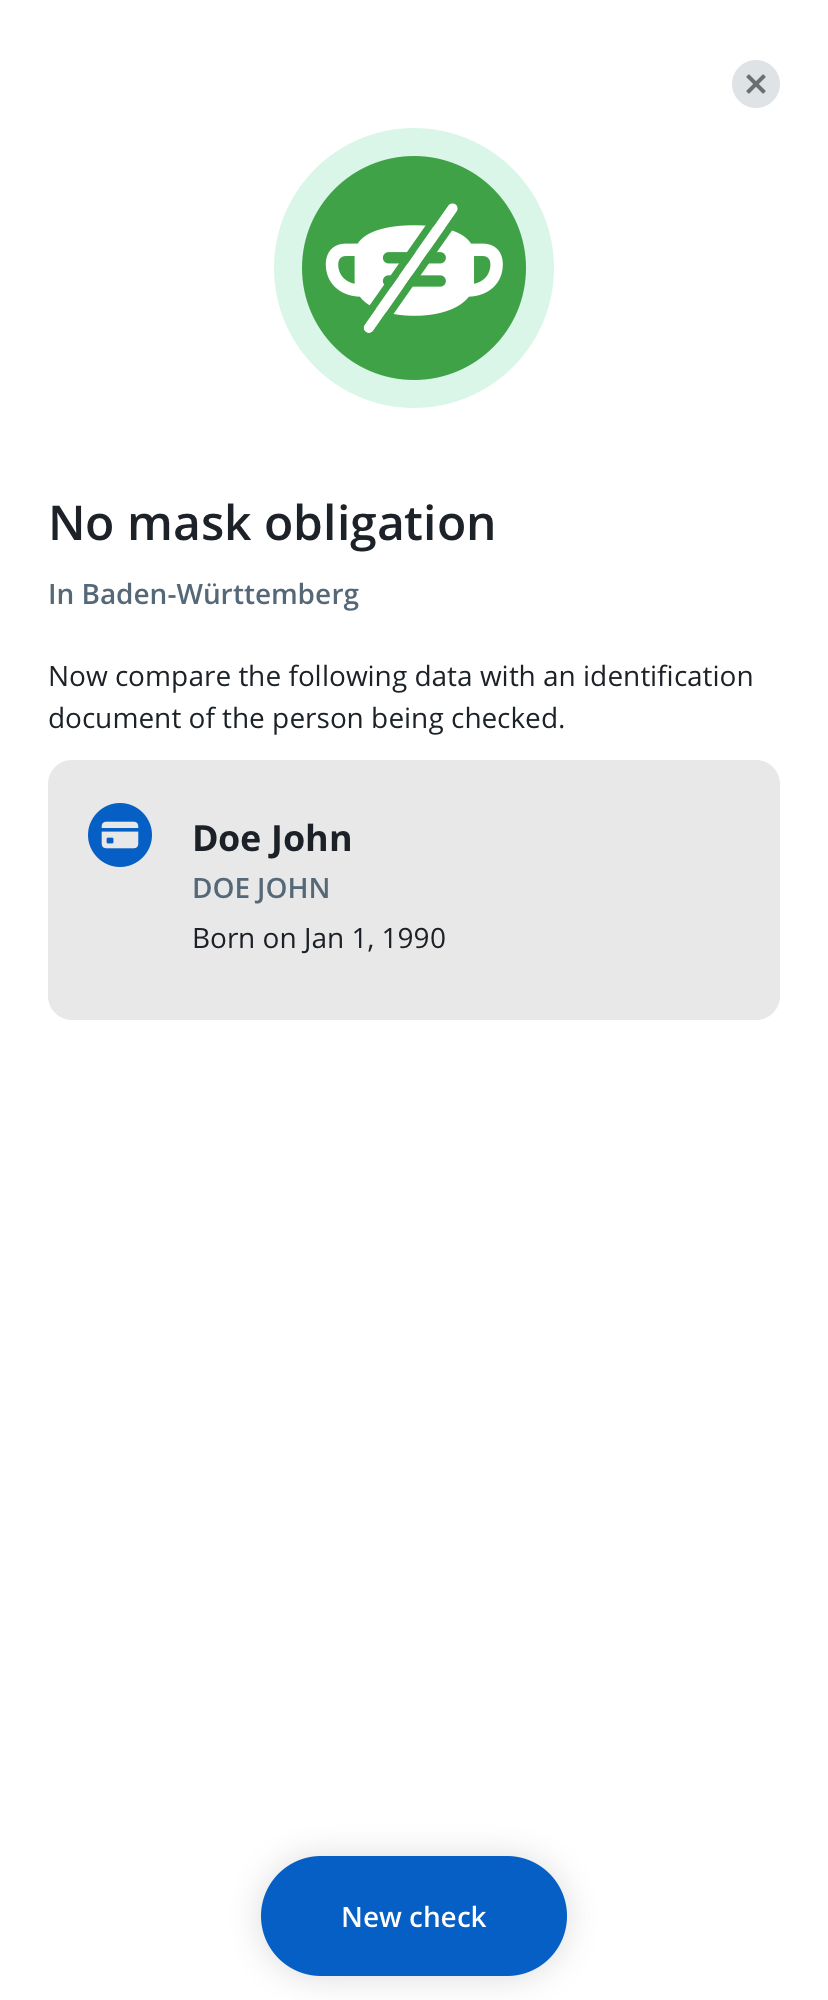 No mask obligation
In Baden-Württemberg
Now compare the following data with an identification
document of the person being checked.
Doe John
DOE JOHN
Born on Jan 1, 1990
New check